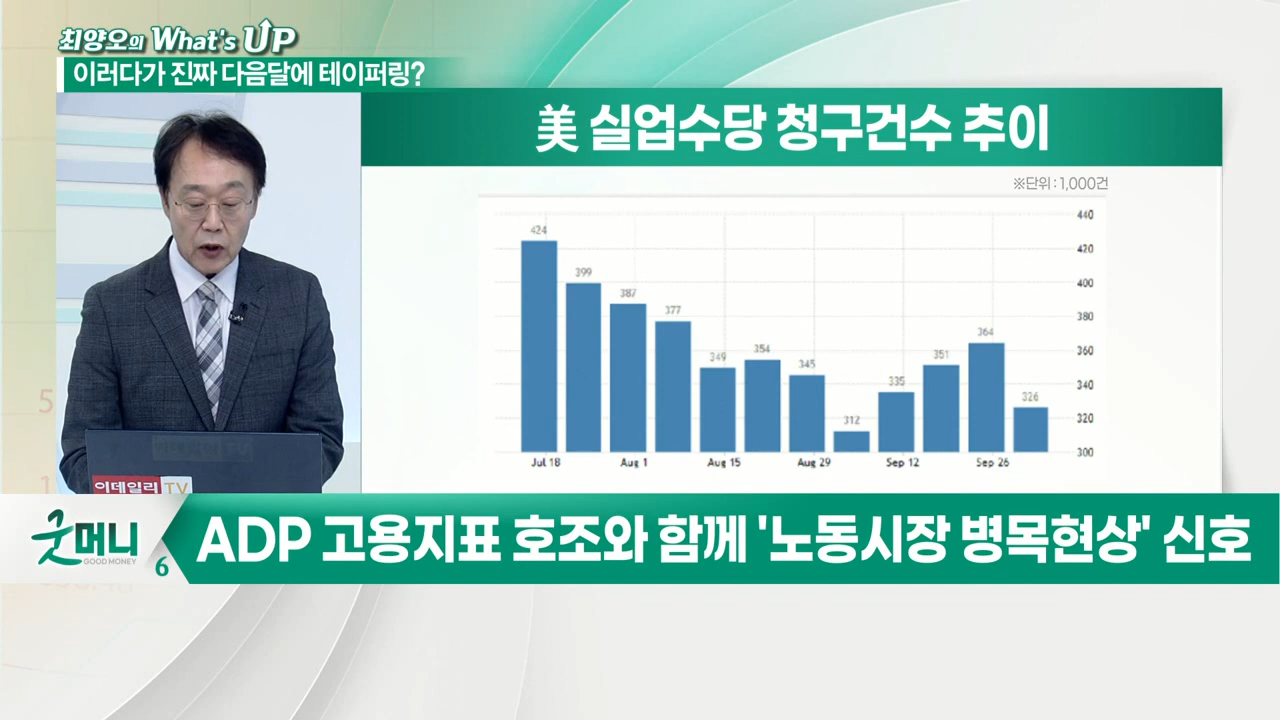 최양오의 What's UP
이러다가 진짜 다음달에 테이퍼링?
美 실업수당 청구건수 추이
※단위 : 1,000건
440
420
400
380
360
340
320
300
424
399
387
377
349
354
345
312
335
351
364
326
Jul 18
Aug 1
Aug 15
Aug 29
Sep 12
Sep 26
이데일리 TV
굿머니
GOOD MONEY
6
ADP 고용지표 호조와 함께 '노동시장 병목현상' 신호
5
1